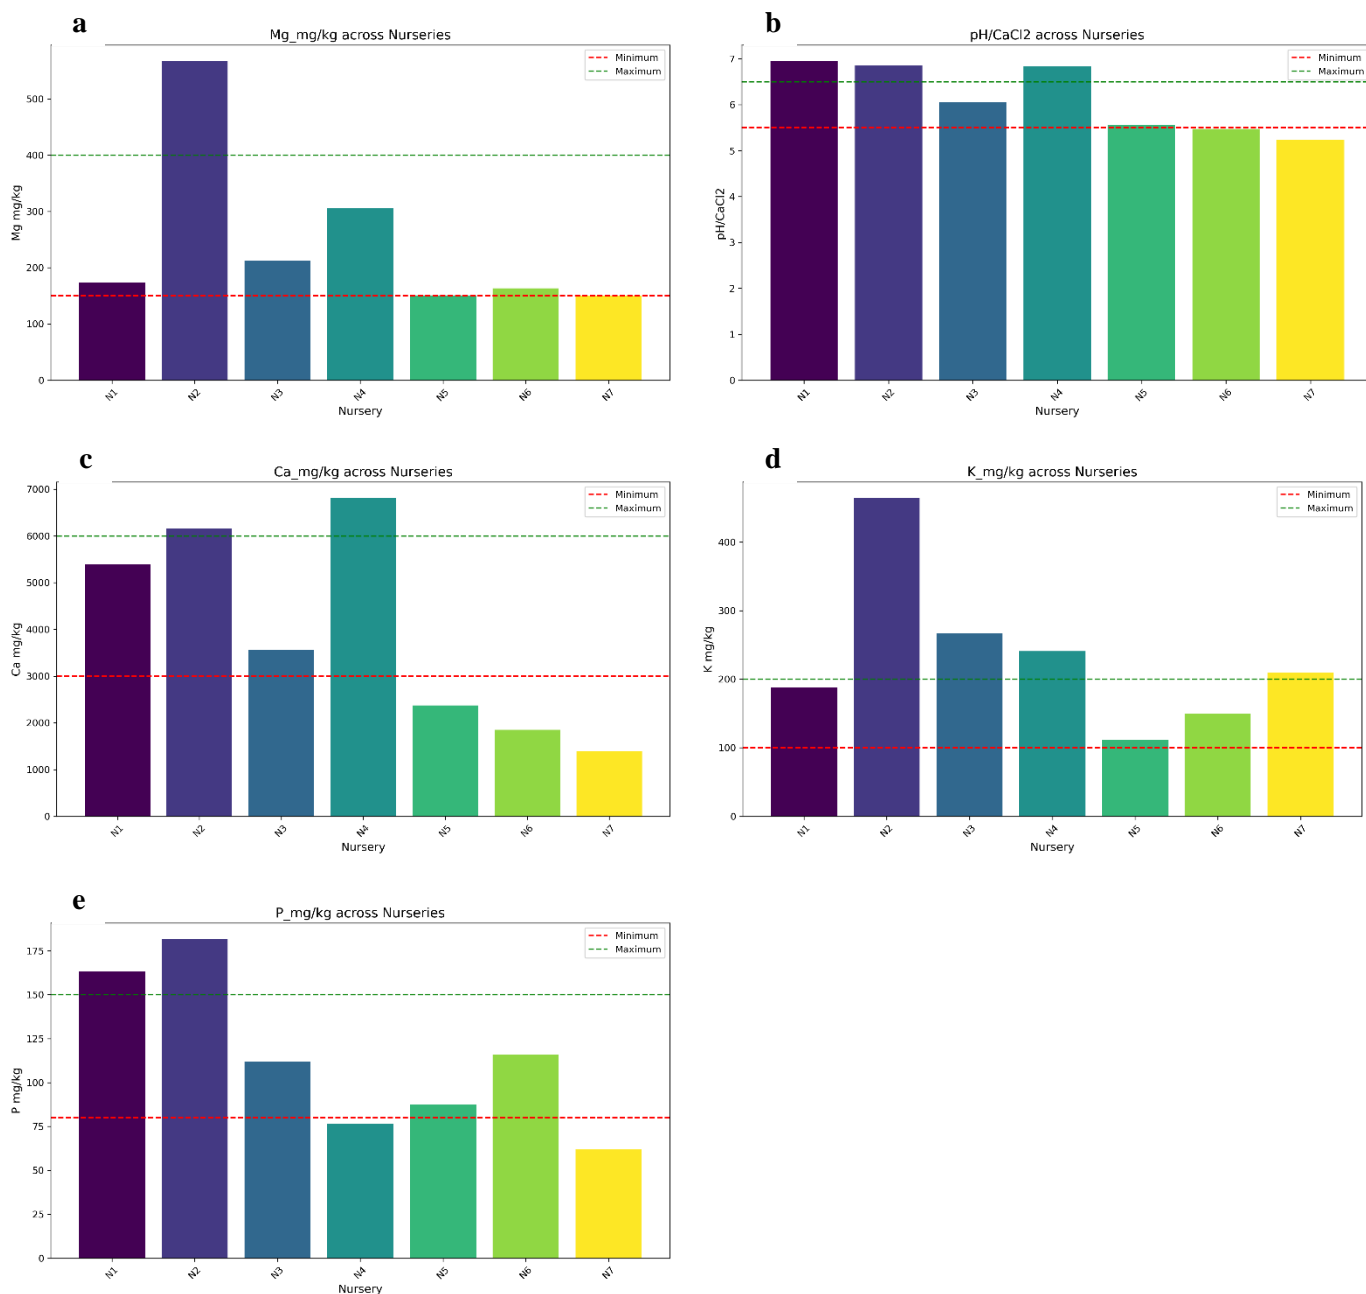 a
Mg_mg/kg across Nurseries
Minimum
Maximum
500
400
300
200
100
0
Mg mg/kg
N1 N2 N3 N4 N5 N6 N7
Nursery
b
pH/CaCl2 across Nurseries
Minimum
Maximum
7
6
5
4
3
2
1
0
pH/CaCl2
N1 N2 N3 N4 N5 N6 N7
Nursery
c
Ca_mg/kg across Nurseries
Minimum
Maximum
7000
6000
5000
4000
3000
2000
1000
0
Ca mg/kg
N1 N2 N3 N4 N5 N6 N7
Nursery
d
K_mg/kg across Nurseries
Minimum
Maximum
400
300
200
100
0
K mg/kg
N1 N2 N3 N4 N5 N6 N7
Nursery
e
P_mg/kg across Nurseries
Minimum
Maximum
175
150
125
100
75
50
25
0
P mg/kg
N1 N2 N3 N4 N5 N6 N7
Nursery